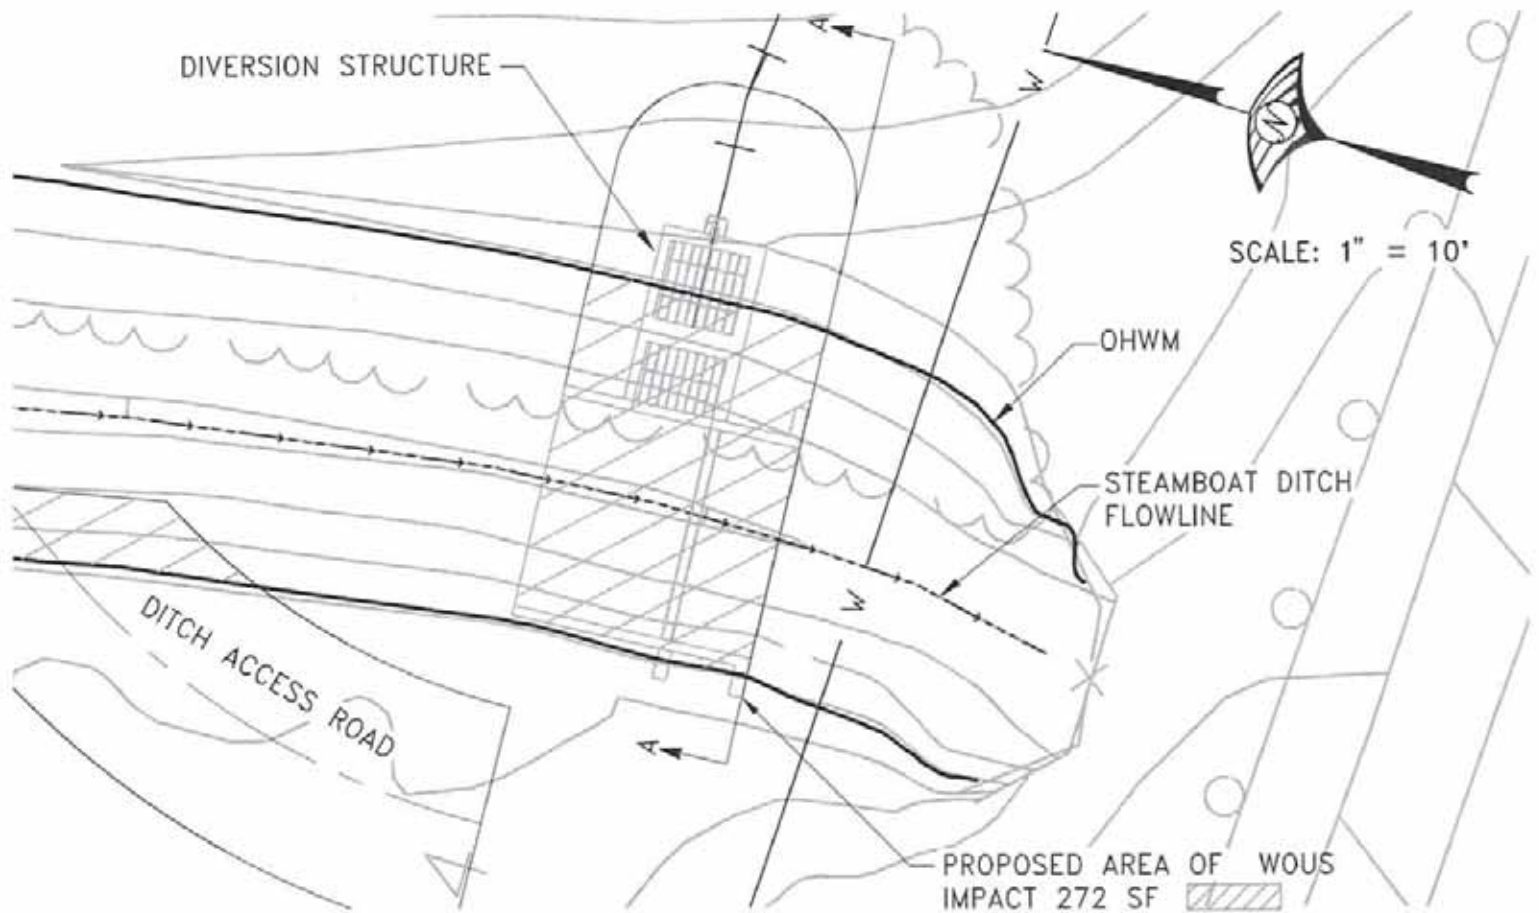 A
DIVERSION STRUCTURE
W
N
SCALE: 1" = 10'
OHWM
STEAMBOAT DITCH
FLOWLINE
W
DITCH ACCESS ROAD
A
PROPOSED AREA OF WOUS
IMPACT 272 SF